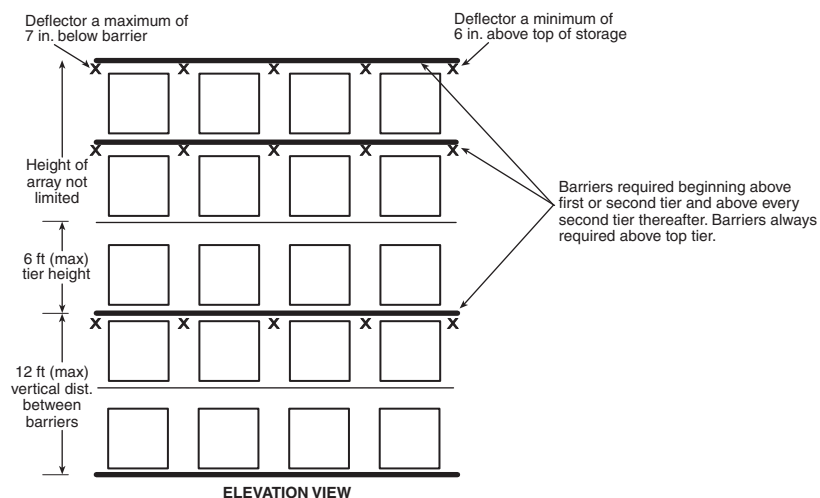 Deflector a maximum of
7 in. below barrier
Deflector a minimum of
6 in. above top of storage
X X X X X
X X X X X
Height of
array not
limited
Barriers required beginning above
first or second tier and above every
second tier thereafter. Barriers always
required above top tier.
6 ft (max)
tier height
X X X X X
12 ft (max)
vertical dist.
between
barriers
ELEVATION VIEW